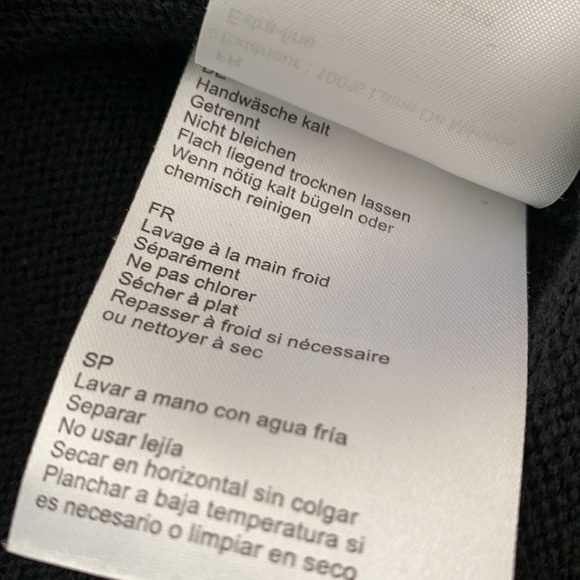 DE
Handwäsche kalt
Getrennt
Nicht bleichen
Flach liegend trocknen lassen
Wenn nötig kalt bügeln oder
chemisch reinigen
FR
Lavage à la main froid
Séparément
Ne pas chlorer
Sécher à plat
Repasser à froid si nécessaire
ou nettoyer à sec
SP
Lavar a mano con agua fría
Separar
No usar lejía
Secar en horizontal sin colgar
Planchar a baja temperatura si
es necesario o limpiar en seco